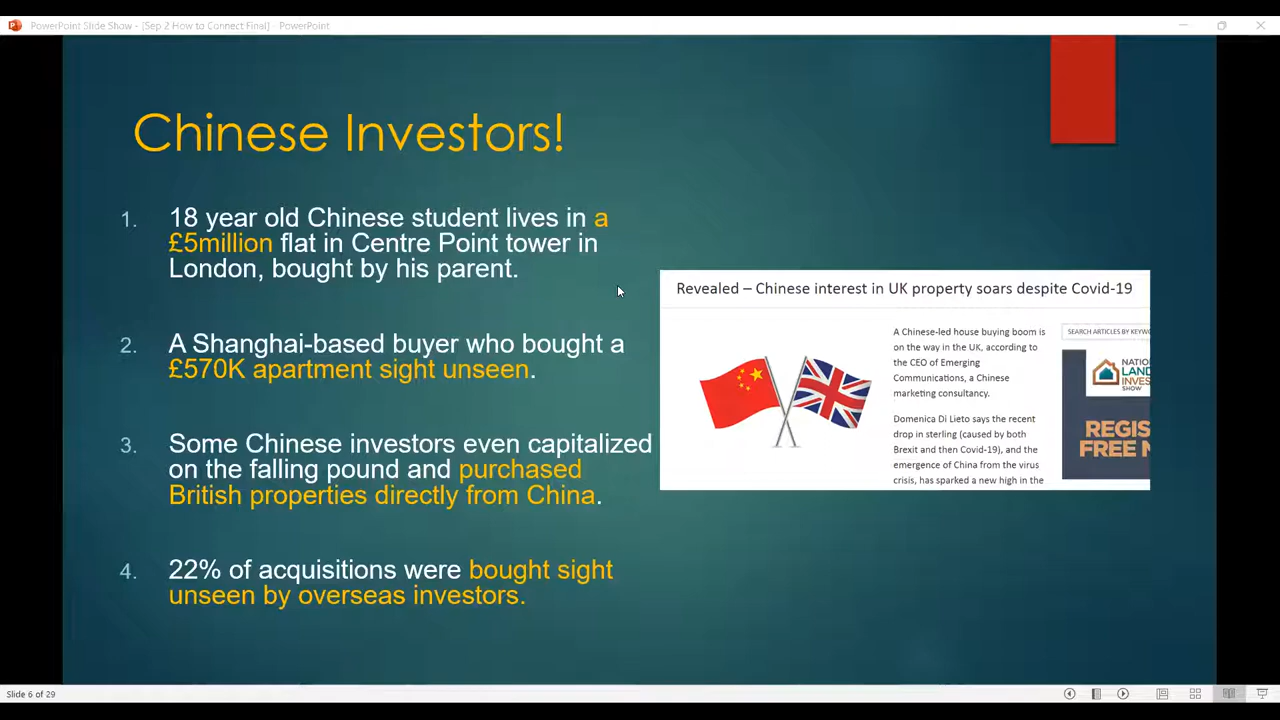 PowerPoint Slide Show - [Sep 2 How to Connect Final] - PowerPoint
Chinese Investors!
1. 18 year old Chinese student lives in a
£5million flat in Centre Point tower in
London, bought by his parent.
2. A Shanghai-based buyer who bought a
£570K apartment sight unseen.
3. Some Chinese investors even capitalized
on the falling pound and purchased
British properties directly from China.
4. 22% of acquisitions were bought sight
unseen by overseas investors.
Revealed – Chinese interest in UK property soars despite Covid-19
A Chinese-led house buying boom is
on the way in the UK, according to
the CEO of Emerging
Communications, a Chinese
marketing consultancy.
Domenica Di Lieto says the recent
drop in sterling (caused by both
Brexit and then Covid-19), and the
emergence of China from the virus
crisis, has sparked a new high in the
SEARCH ARTICLES BY KEYW
NATIO
LAND
INVES
SHOW
REGIS
FREE N
Slide 6 of 29